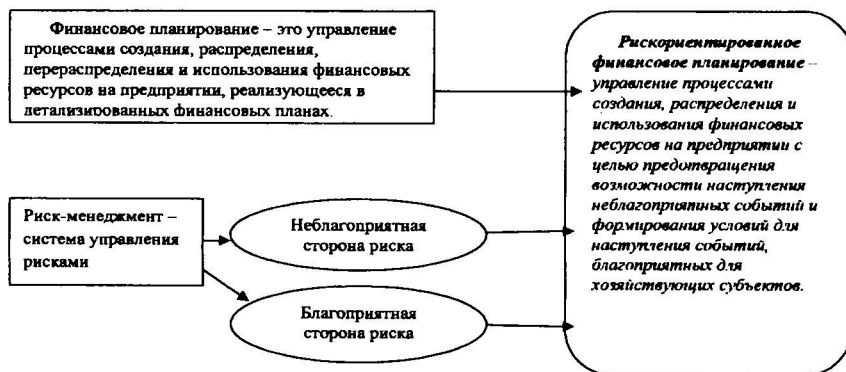 Финансовое планирование – это управление
процессами создания, распределения,
перераспределения и использования финансовых
ресурсов на предприятии, реализующееся в
детализированных финансовых планах.
Риск-менеджмент –
система управления
рисками
Неблагоприятная
сторона риска
Благоприятная
сторона риска
Рискориентированное
финансовое планирование –
управление процессами
создания, распределения и
использования финансовых
ресурсов на предприятии с
целью предотвращения
возможности наступления
неблагоприятных событий и
формирования условий для
наступления событий,
благоприятных для
хозяйствующих субъектов.